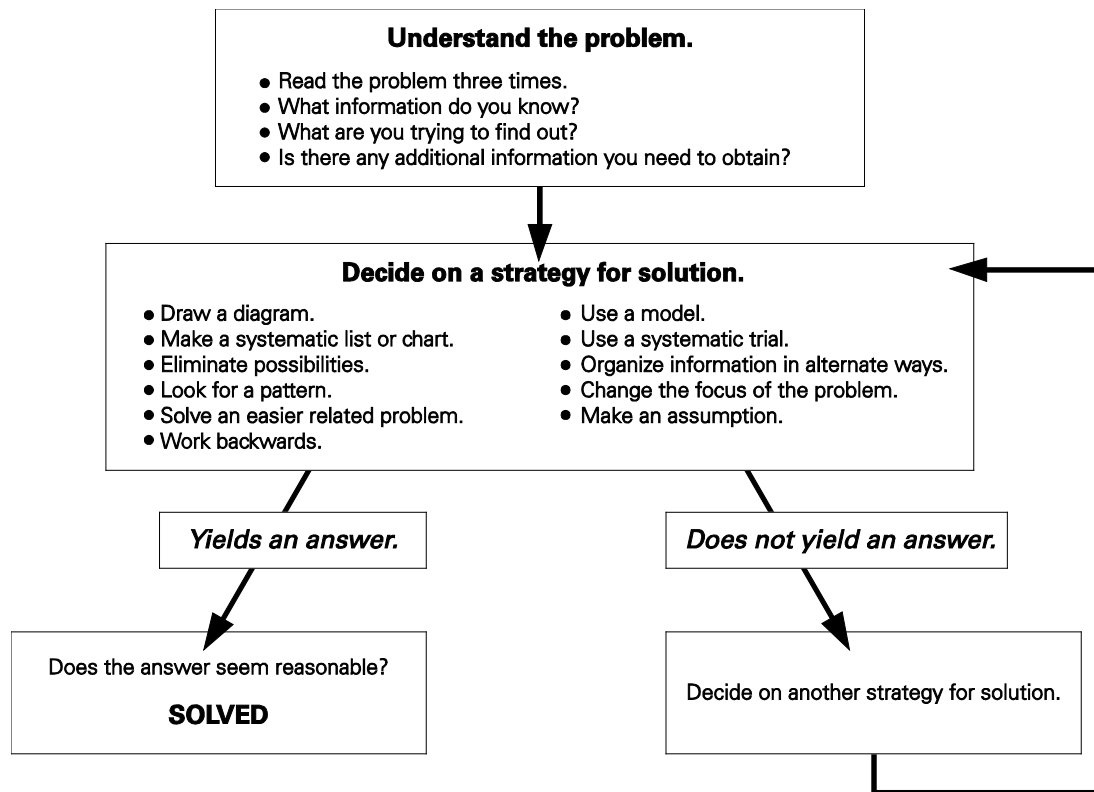 Understand the problem.
● Read the problem three times.
● What information do you know?
● What are you trying to find out?
● Is there any additional information you need to obtain?
Decide on a strategy for solution.
● Draw a diagram.
● Make a systematic list or chart.
● Eliminate possibilities.
● Look for a pattern.
● Solve an easier related problem.
● Work backwards.
● Use a model.
● Use a systematic trial.
● Organize information in alternate ways.
● Change the focus of the problem.
● Make an assumption.
Yields an answer.
Does not yield an answer.
Does the answer seem reasonable?
SOLVED
Decide on another strategy for solution.